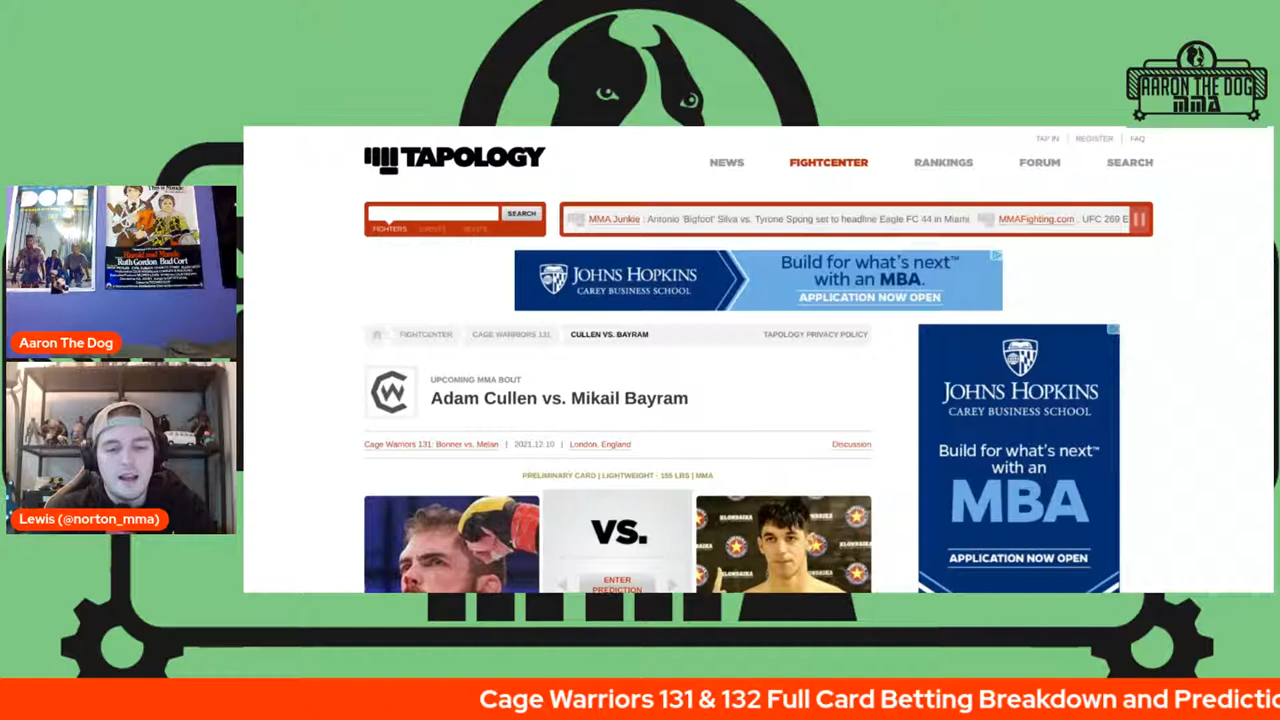 AARON THE DOG
MMA
TAP IN
REGISTER
FAQ
TAPOLOGY
NEWS
FIGHTCENTER
RANKINGS
FORUM
SEARCH
SEARCH
FIGHTERS
EVENTS
MMA Junkie : Antonio 'Bigfoot' Silva vs. Tyrone Spong set to headline Eagle FC 44 in Miami
MMAFighting.com : UFC 269 E
JOHNS HOPKINS
CAREY BUSINESS SCHOOL
Build for what's next™
with an MBA.
APPLICATION NOW OPEN
FIGHTCENTER
CAGE WARRIORS 131
CULLEN VS. BAYRAM
TAPOLOGY PRIVACY POLICY
UPCOMING MMA BOUT
Adam Cullen vs. Mikail Bayram
Cage Warriors 131: Bonner vs. Melan | 2021.12.10 | London, England
Discussion
PRELIMINARY CARD | LIGHTWEIGHT · 155 LBS | MMA
VS.
ENTER
PREDICTION
KLONDAIKA
JOHNS HOPKINS
CAREY BUSINESS SCHOOL
Build for what's next™
with an
MBA
APPLICATION NOW OPEN
DOPE
Harold and Maude
Ruth Gordon Bud Cort
Aaron The Dog
Lewis (@norton_mma)
Cage Warriors 131 & 132 Full Card Betting Breakdown and Predictio